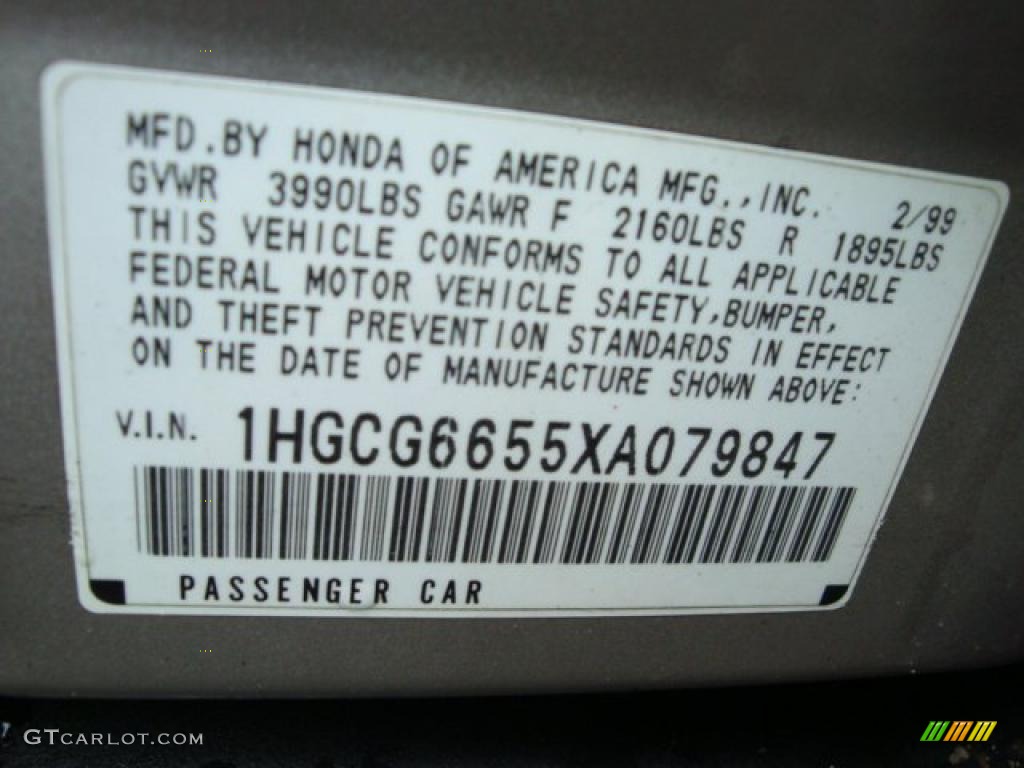 MFD.BY HONDA OF AMERICA MFG.,INC. 2/99
GVWR 3990LBS GAWR F 2160LBS R 1895LBS
THIS VEHICLE CONFORMS TO ALL APPLICABLE
FEDERAL MOTOR VEHICLE SAFETY,BUMPER,
AND THEFT PREVENTION STANDARDS IN EFFECT
ON THE DATE OF MANUFACTURE SHOWN ABOVE:
V.I.N. 1HGCG6655XA079847
PASSENGER CAR
GTCARLOT.COM